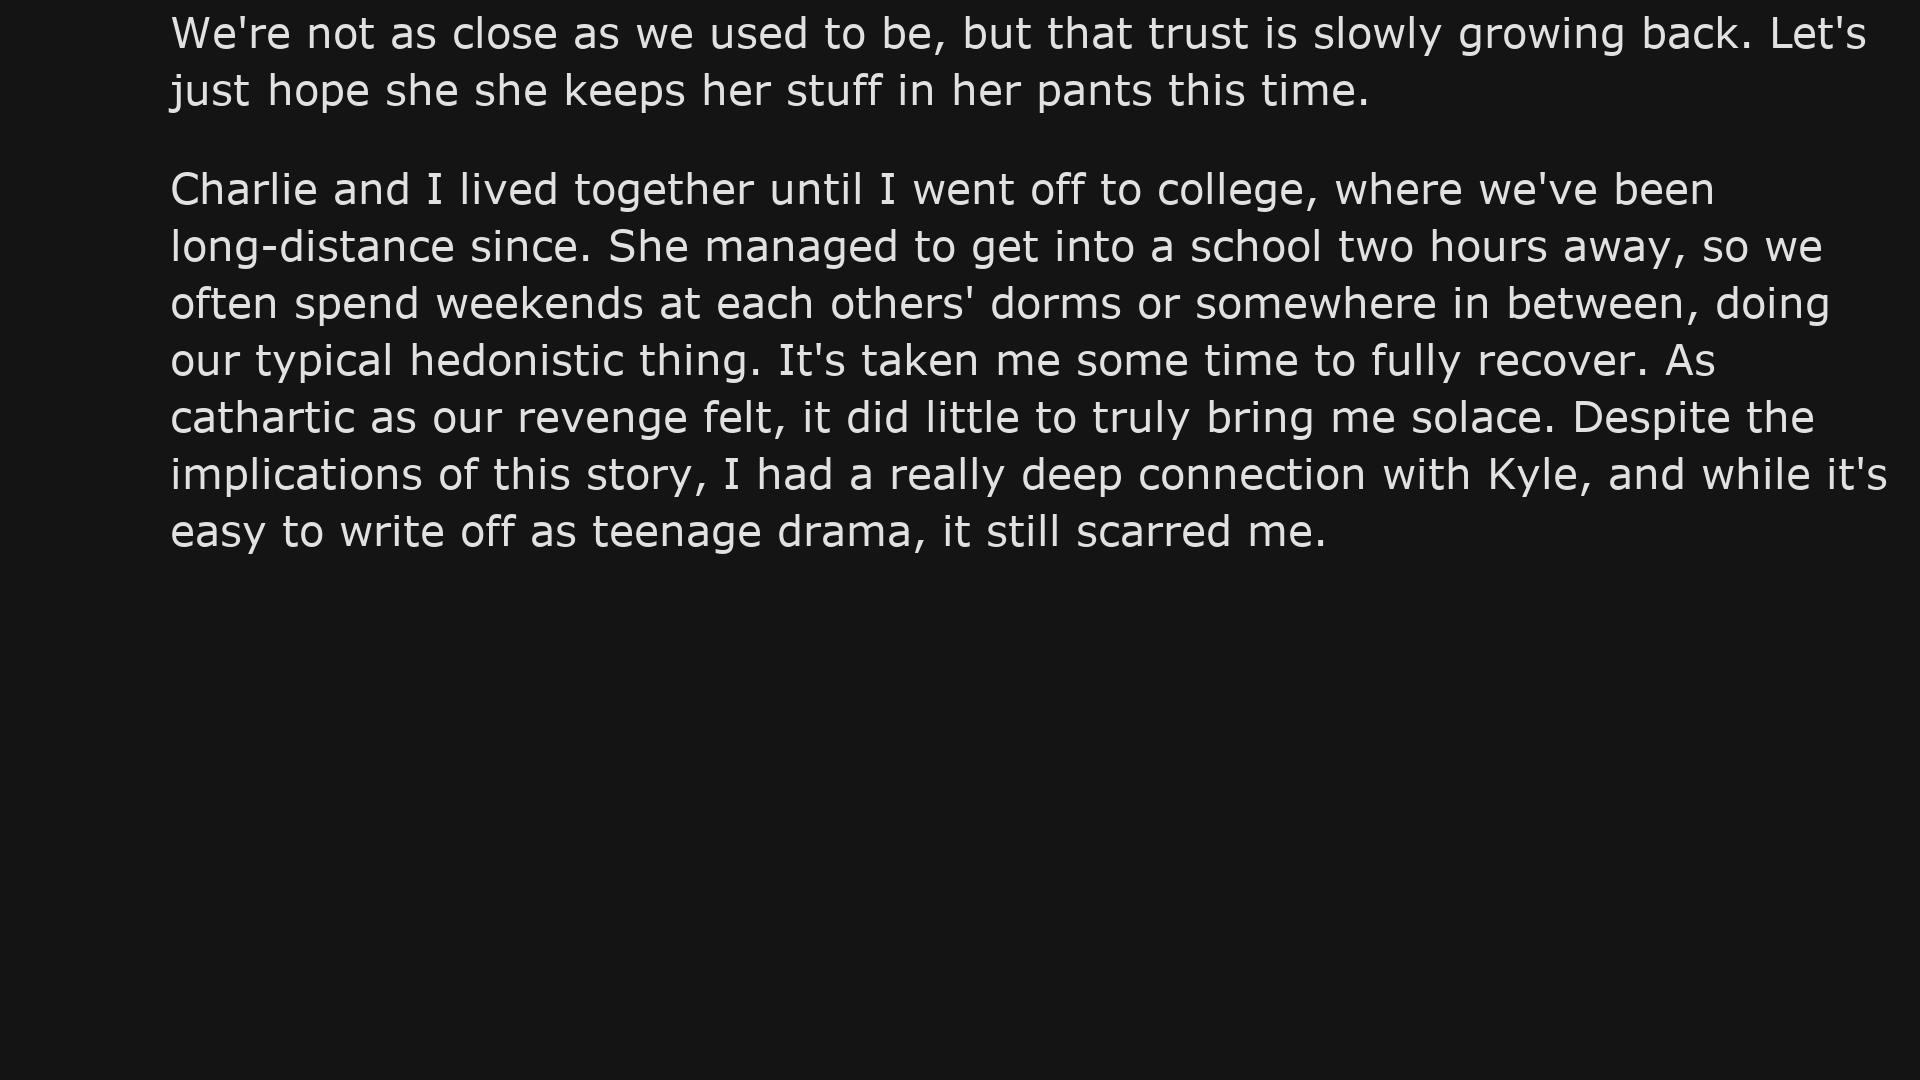 We're not as close as we used to be, but that trust is slowly growing back. Let's
just hope she she keeps her stuff in her pants this time.
Charlie and I lived together until I went off to college, where we've been
long-distance since. She managed to get into a school two hours away, so we
often spend weekends at each others' dorms or somewhere in between, doing
our typical hedonistic thing. It's taken me some time to fully recover. As
cathartic as our revenge felt, it did little to truly bring me solace. Despite the
implications of this story, I had a really deep connection with Kyle, and while it's
easy to write off as teenage drama, it still scarred me.